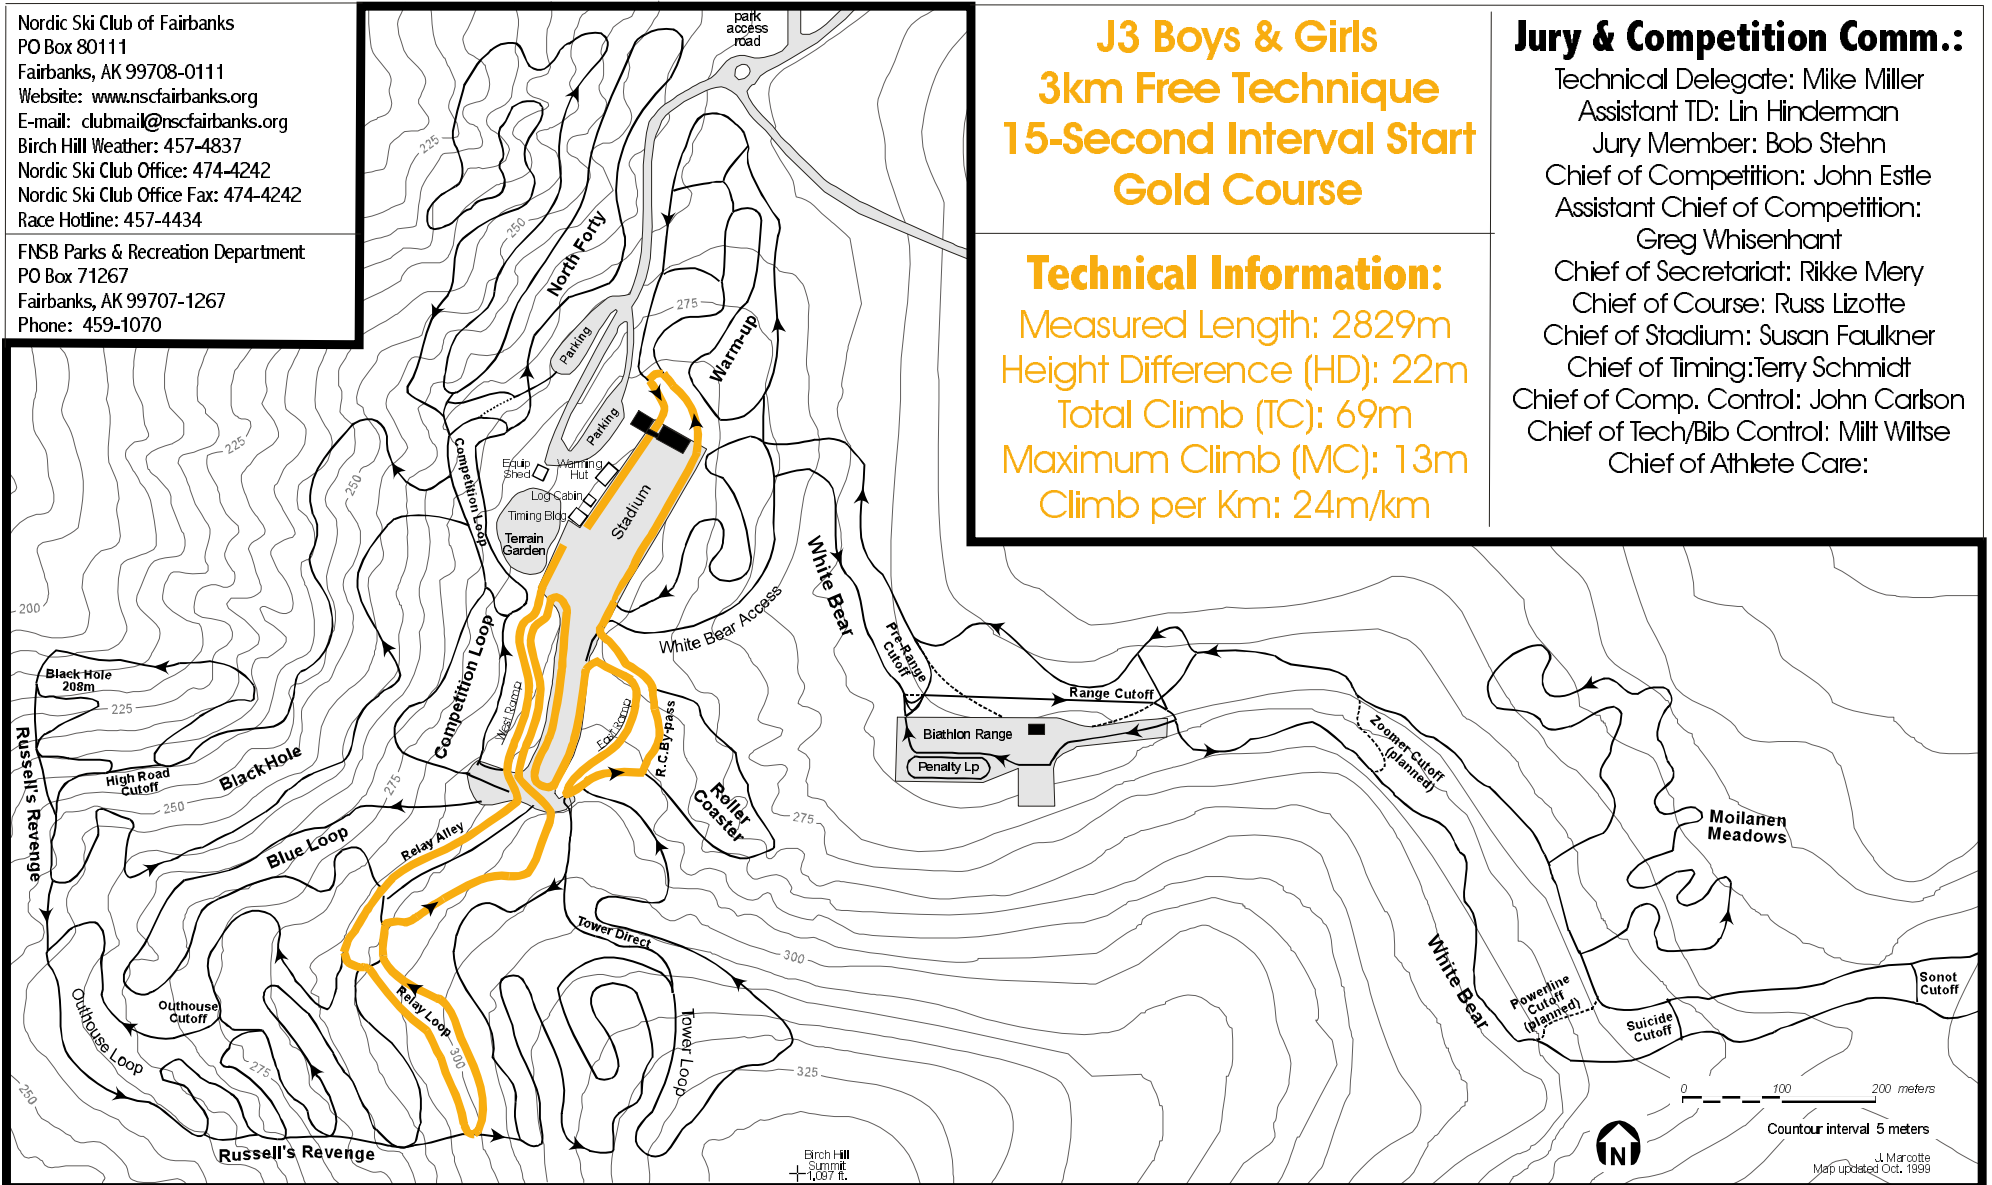 Nordic Ski Club of Fairbanks
PO Box 80111
Fairbanks, AK 99708-0111
Website: www.nscfairbanks.org
E-mail: clubmail@nscfairbanks.org
Birch Hill Weather: 457-4837
Nordic Ski Club Office: 474-4242
Nordic Ski Club Office Fax: 474-4242
Race Hotline: 457-4434
FNSB Parks & Recreation Department
PO Box 71267
Fairbanks, AK 99707-1267
Phone: 459-1070
J3 Boys & Girls
3km Free Technique
15-Second Interval Start
Gold Course
Technical Information:
Measured Length: 2829m
Height Difference (HD): 22m
Total Climb (TC): 69m
Maximum Climb (MC): 13m
Climb per Km: 24m/km
Jury & Competition Comm.:
Technical Delegate: Mike Miller
Assistant TD: Lin Hinderman
Jury Member: Bob Stehn
Chief of Competition: John Estle
Assistant Chief of Competition:
Greg Whisenhant
Chief of Secretariat: Rikke Mery
Chief of Course: Russ Lizotte
Chief of Stadium: Susan Faulkner
Chief of Timing:Terry Schmidt
Chief of Comp. Control: John Carlson
Chief of Tech/Bib Control: Milt Wiltse
Chief of Athlete Care:
park
access
road
225
250
North Forty
275
Parking
Warm-up
Parking
225
250
Competition Loop
Equip
Shed
Warming
Hut
Log Cabin
Timing Bldg
Stadium
Terrain
Garden
200
White Bear
White Bear Access
Pre-Range
Cutoff
Black Hole
208m
225
Competition Loop
West Ramp
East Ramp
R.C.By-pass
Range Cutoff
Biathlon Range
Penalty Lp
Zoomer Cutoff
(planned)
Russell's Revenge
High Road
Cutoff
Black Hole
250
275
Roller
Coaster
275
Moilanen
Meadows
Blue Loop
Relay Alley
Tower Direct
300
White Bear
Sonot
Cutoff
Powerline
Cutoff
(planned)
Suicide
Cutoff
Outhouse
Cutoff
Outhouse Loop
Relay Loop
300
Tower Loop
275
325
250
Russell's Revenge
Birch Hill
Summit
1,097 ft.
0 100 200 meters
Countour interval 5 meters
N
J. Marcotte
Map updated Oct. 1999